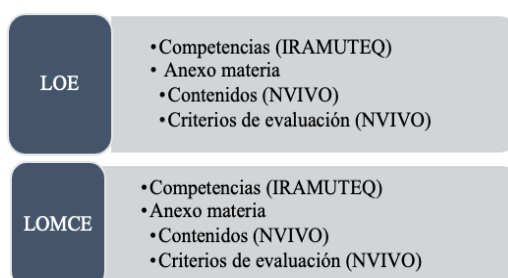 LOE
•Competencias (IRAMUTEQ)
• Anexo materia
•Contenidos (NVIVO)
•Criterios de evaluación (NVIVO)
LOMCE
•Competencias (IRAMUTEQ)
•Anexo materia
•Contenidos (NVIVO)
•Criterios de evaluación (NVIVO)